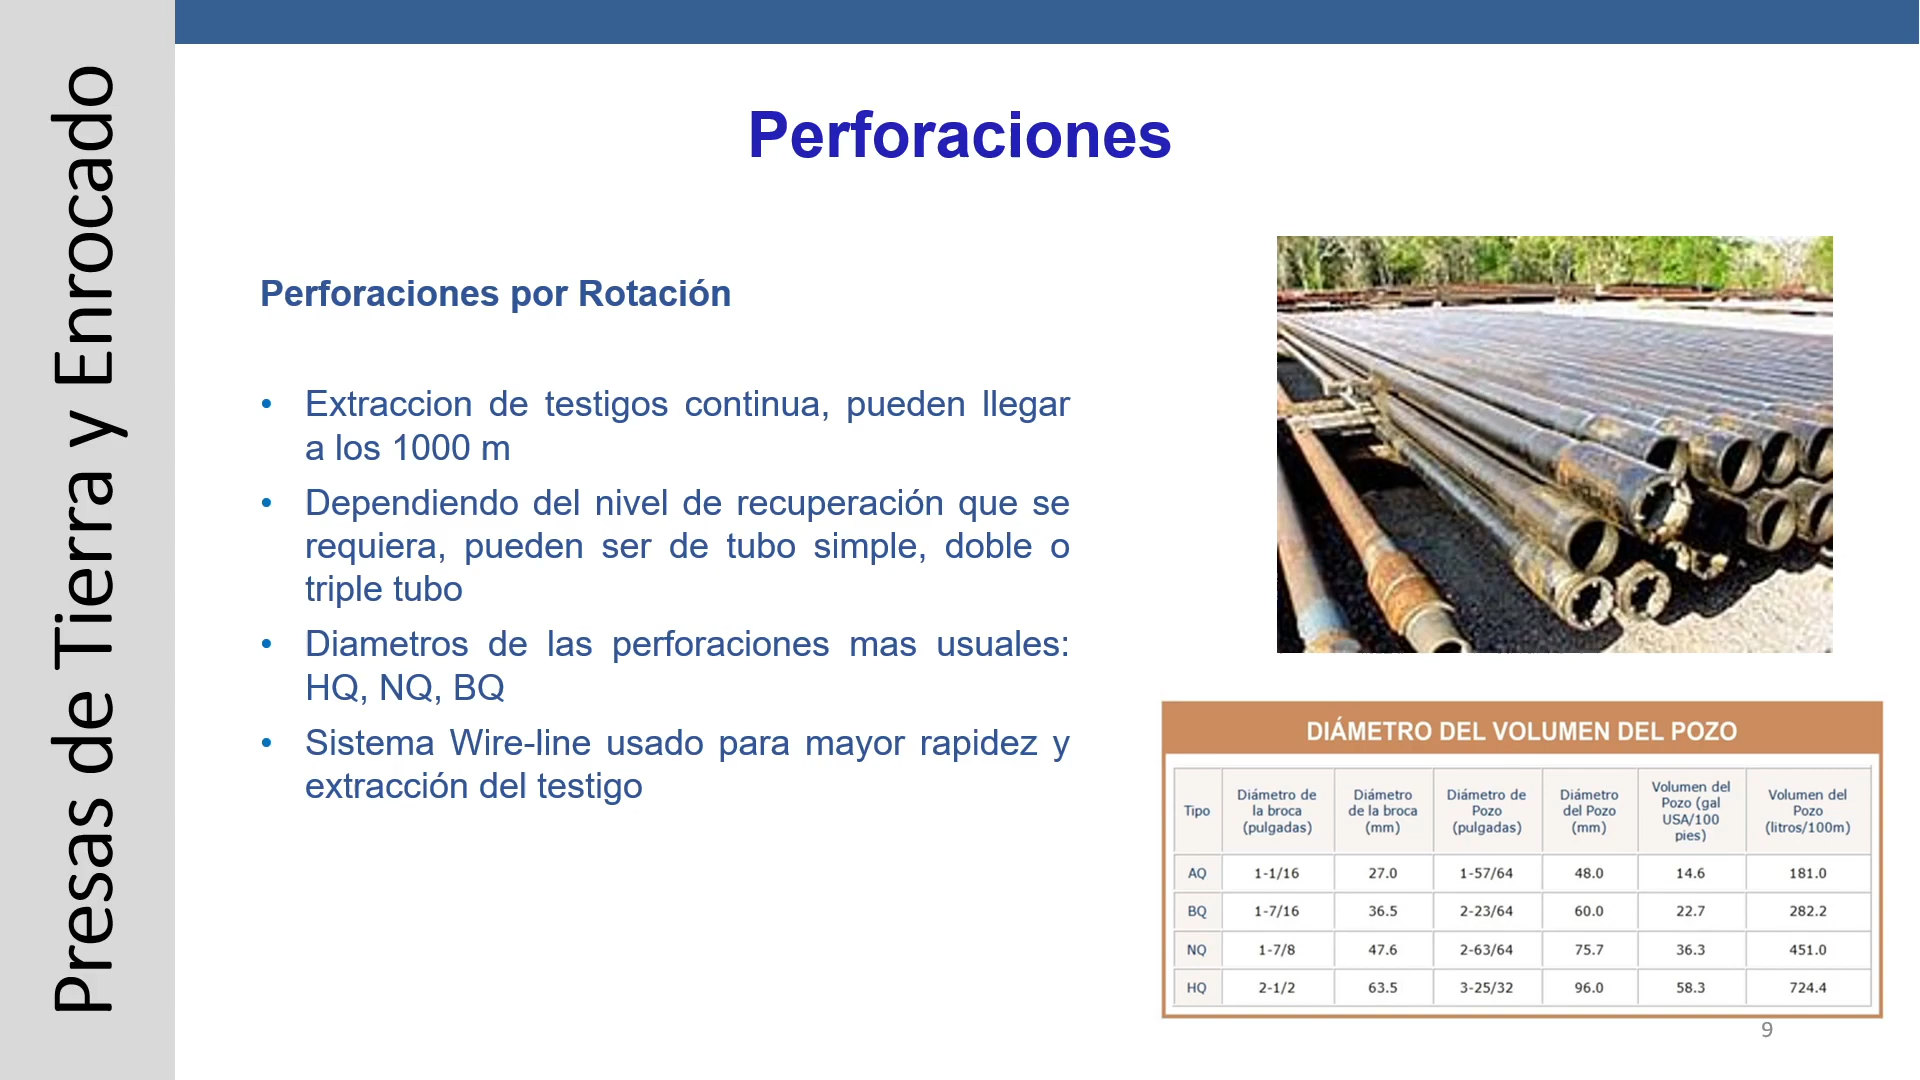 Presas de Tierra y Enrocado
Perforaciones
Perforaciones por Rotación
• Extraccion de testigos continua, pueden llegar
a los 1000 m
• Dependiendo del nivel de recuperación que se
requiera, pueden ser de tubo simple, doble o
triple tubo
• Diametros de las perforaciones mas usuales:
HQ, NQ, BQ
• Sistema Wire-line usado para mayor rapidez y
extracción del testigo
DIÁMETRO DEL VOLUMEN DEL POZO
Tipo Diámetro de la broca (pulgadas) Diámetro de la broca (mm) Diámetro de Pozo (pulgadas) Diámetro del Pozo (mm) Volumen del Pozo (gal USA/100 pies) Volumen del Pozo (litros/100m)
AQ 1-1/16 27.0 1-57/64 48.0 14.6 181.0
BQ 1-7/16 36.5 2-23/64 60.0 22.7 282.2
NQ 1-7/8 47.6 2-63/64 75.7 36.3 451.0
HQ 2-1/2 63.5 3-25/32 96.0 58.3 724.4
9